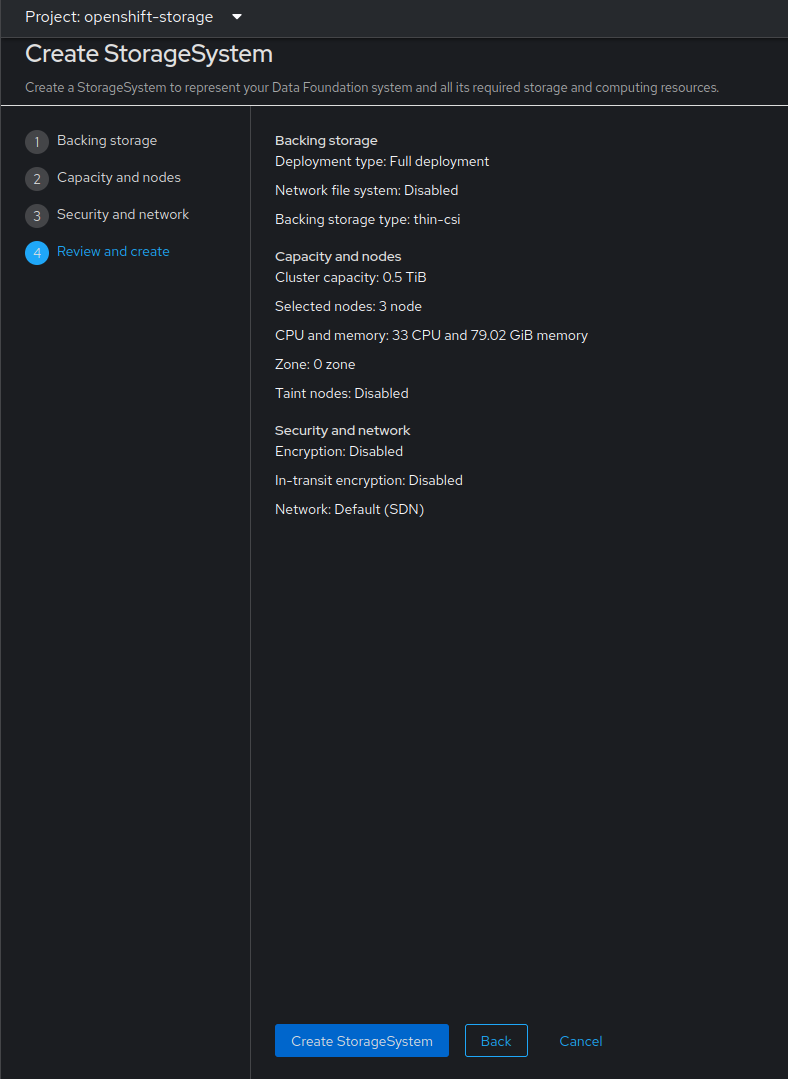 Project: openshift-storage
Create StorageSystem
Create a StorageSystem to represent your Data Foundation system and all its required storage and computing resources.
1 Backing storage
2 Capacity and nodes
3 Security and network
4 Review and create
Backing storage
Deployment type: Full deployment
Network file system: Disabled
Backing storage type: thin-csi
Capacity and nodes
Cluster capacity: 0.5 TiB
Selected nodes: 3 node
CPU and memory: 33 CPU and 79.02 GiB memory
Zone: 0 zone
Taint nodes: Disabled
Security and network
Encryption: Disabled
In-transit encryption: Disabled
Network: Default (SDN)
Create StorageSystem Back Cancel